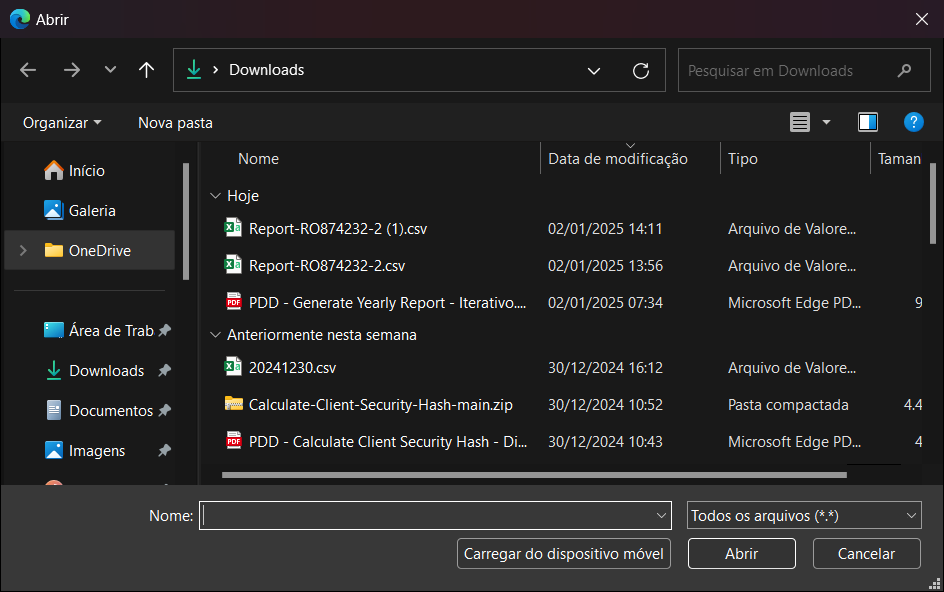 Abrir
Downloads
Pesquisar em Downloads
Organizar
Nova pasta
Nome Data de modificação Tipo Taman
Início
Galeria
OneDrive
Área de Trab
Downloads
Documentos
Imagens
Hoje
Report-RO874232-2 (1).csv 02/01/2025 14:11 Arquivo de Valore...
Report-RO874232-2.csv 02/01/2025 13:56 Arquivo de Valore...
PDD - Generate Yearly Report - Iterativo.... 02/01/2025 07:34 Microsoft Edge PD... 9
Anteriormente nesta semana
20241230.csv 30/12/2024 16:12 Arquivo de Valore...
Calculate-Client-Security-Hash-main.zip 30/12/2024 10:52 Pasta compactada 4.4
PDD - Calculate Client Security Hash - Di... 30/12/2024 10:43 Microsoft Edge PD... 4
Nome:
Todos os arquivos (*.*)
Carregar do dispositivo móvel
Abrir
Cancelar